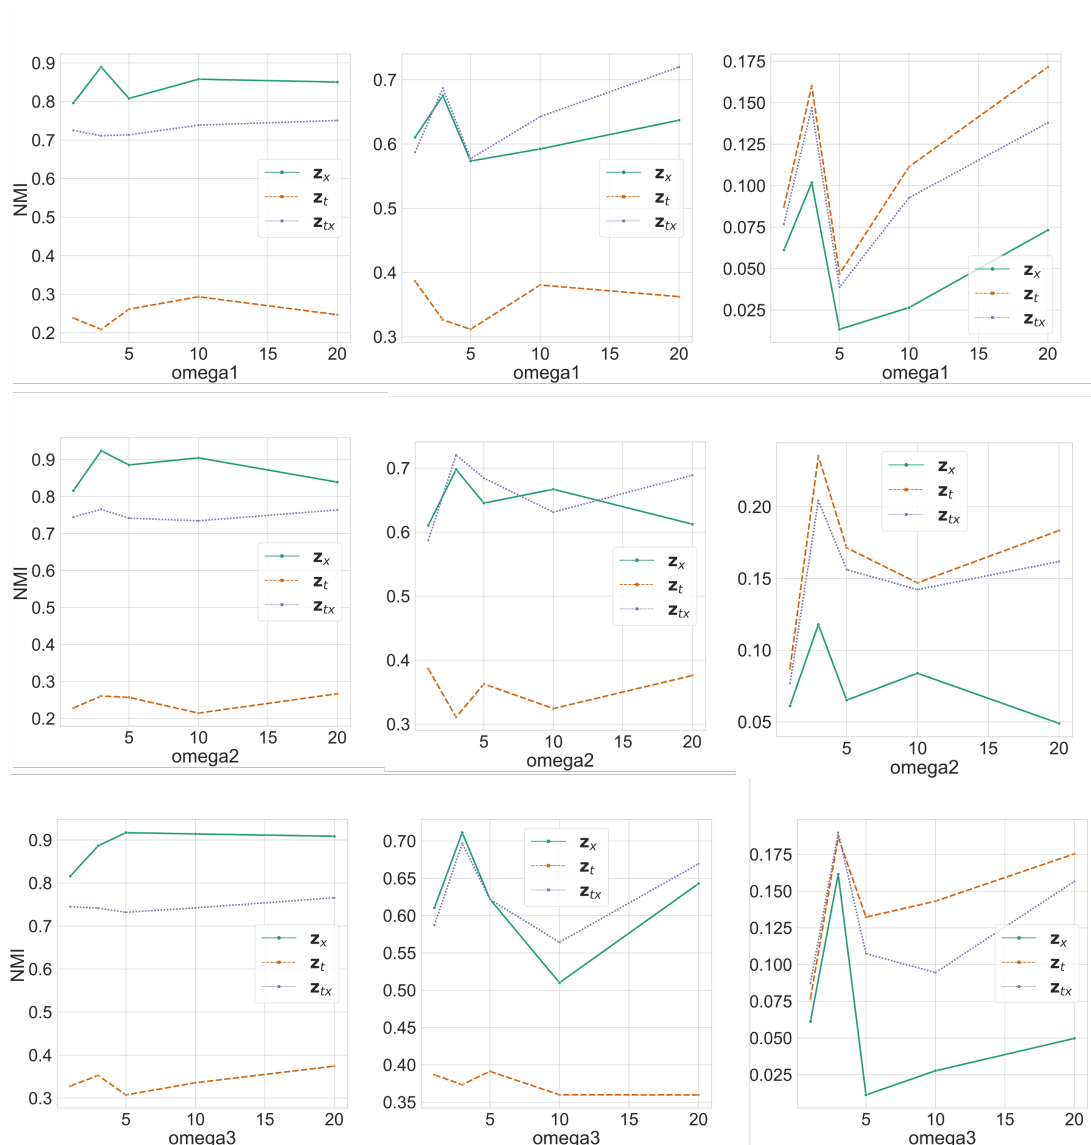 0.9
0.8
0.7
0.6
0.5
0.4
0.3
0.2
NMI
z_x
z_t
z_tx
5 10 15 20
omega1
0.7
0.6
0.5
0.4
0.3
z_x
z_t
z_tx
5 10 15 20
omega1
0.175
0.150
0.125
0.100
0.075
0.050
0.025
z_x
z_t
z_tx
5 10 15 20
omega1
0.9
0.8
0.7
0.6
0.5
0.4
0.3
0.2
NMI
z_x
z_t
z_tx
5 10 15 20
omega2
0.7
0.6
0.5
0.4
0.3
z_x
z_t
z_tx
5 10 15 20
omega2
0.20
0.15
0.10
0.05
z_x
z_t
z_tx
5 10 15 20
omega2
0.9
0.8
0.7
0.6
0.5
0.4
0.3
NMI
z_x
z_t
z_tx
5 10 15 20
omega3
0.70
0.65
0.60
0.55
0.50
0.45
0.40
0.35
z_x
z_t
z_tx
5 10 15 20
omega3
0.175
0.150
0.125
0.100
0.075
0.050
0.025
z_x
z_t
z_tx
5 10 15 20
omega3